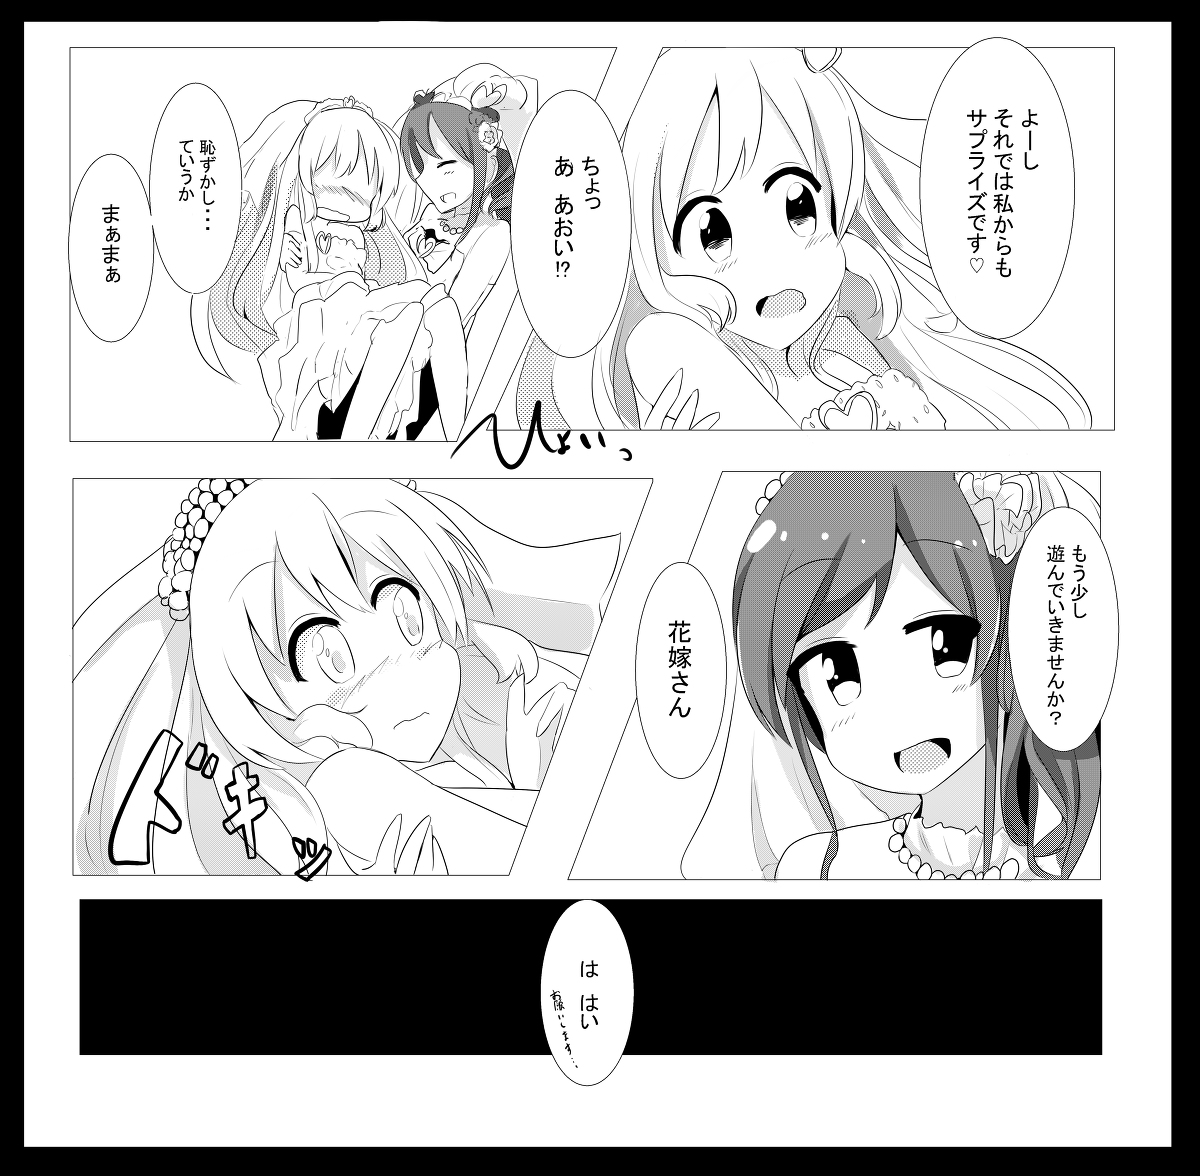 よーし
それでは私からも
サプライズです♡
ちょっ
あ あおい!?
ひょいっ
恥ずかし・・・
ていうか
まぁまぁ
もう少し
遊んでいきませんか?
花嫁さん
ドキッ
は はい
お願いします…